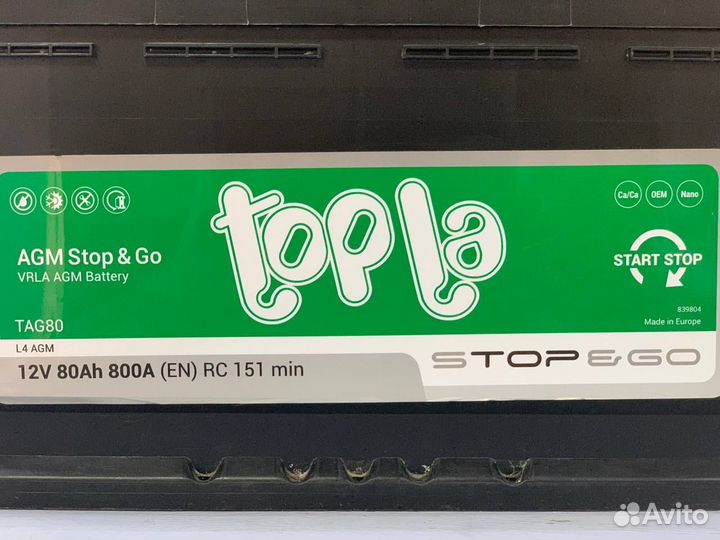 topla
Ca/Ca OEM Nano
AGM Stop & Go
VRLA AGM Battery
START STOP
TAG80
839804
Made in Europe
L4 AGM
12V 80Ah 800A (EN) RC 151 min
STOP&GO
Avito